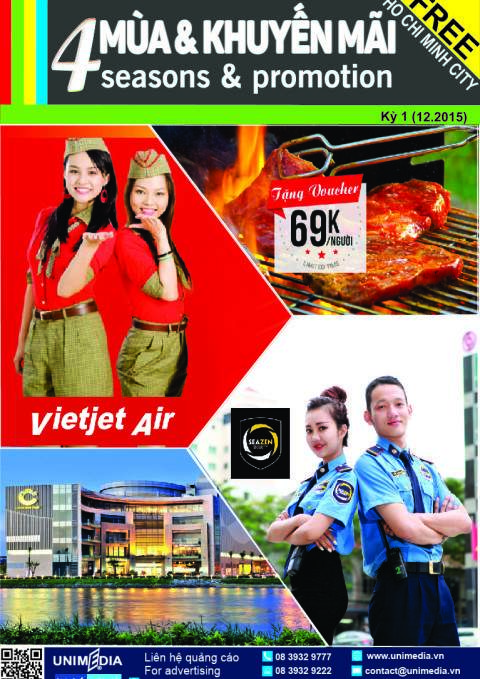 4 MÙA & KHUYẾN MÃI
seasons & promotion
FREE
HO CHI MINH CITY
Kỳ 1 (12.2015)
Tặng Voucher
69K
/NGƯỜI
LIMITED TIME
Vietjet Air
SEAZEN
UNIMEDIA
Liên hệ quảng cáo
For advertising
08 3932 9777
08 3932 9222
www.unimedia.vn
contact@unimedia.vn